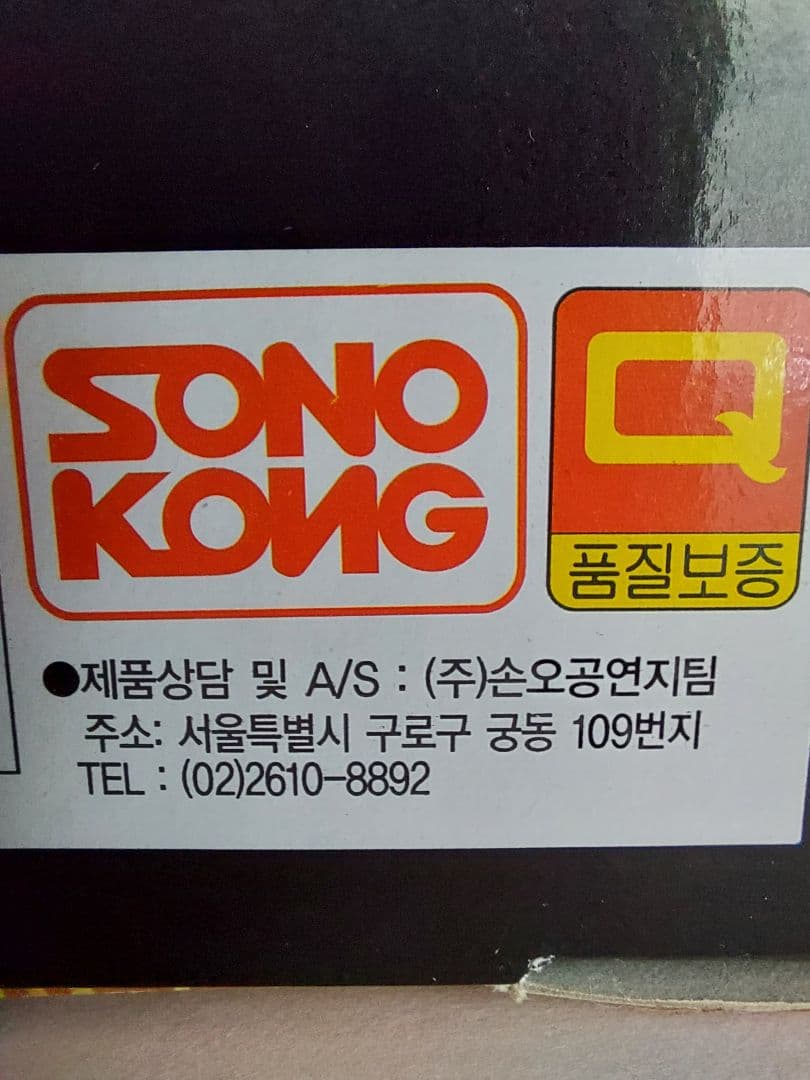 SONO
KONG
Q
품질보증
●제품상담 및 A/S : (주)손오공연지팀
주소: 서울특별시 구로구 궁동 109번지
TEL : (02)2610-8892